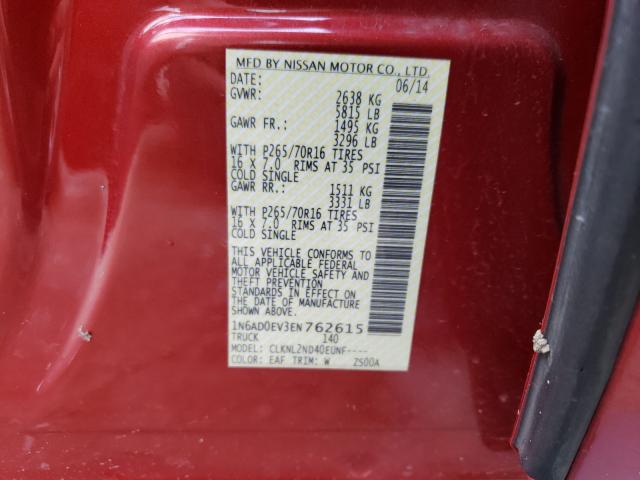 MFD BY NISSAN MOTOR CO., LTD.
DATE: 06/14
GVWR: 2638 KG
5815 LB
GAWR FR.: 1495 KG
3296 LB
WITH P265/70R16 TIRES
16 X 7.0 RIMS AT 35 PSI
COLD SINGLE
GAWR RR.: 1511 KG
3331 LB
WITH P265/70R16 TIRES
16 X 7.0 RIMS AT 35 PSI
COLD SINGLE
THIS VEHICLE CONFORMS TO
ALL APPLICABLE FEDERAL
MOTOR VEHICLE SAFETY AND
THEFT PREVENTION
STANDARDS IN EFFECT ON
THE DATE OF MANUFACTURE
SHOWN ABOVE.
1N6AD0EV3EN762615
TRUCK 140
MODEL: CLKNL2ND40EUNF----
COLOR: EAF TRIM: W ZS00A